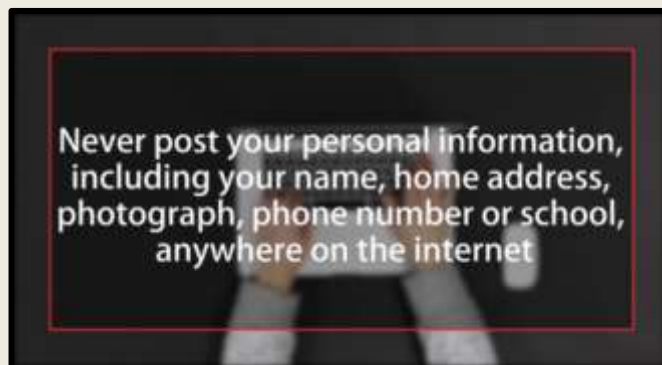 Never post your personal information,
including your name, home address,
photograph, phone number or school,
anywhere on the internet